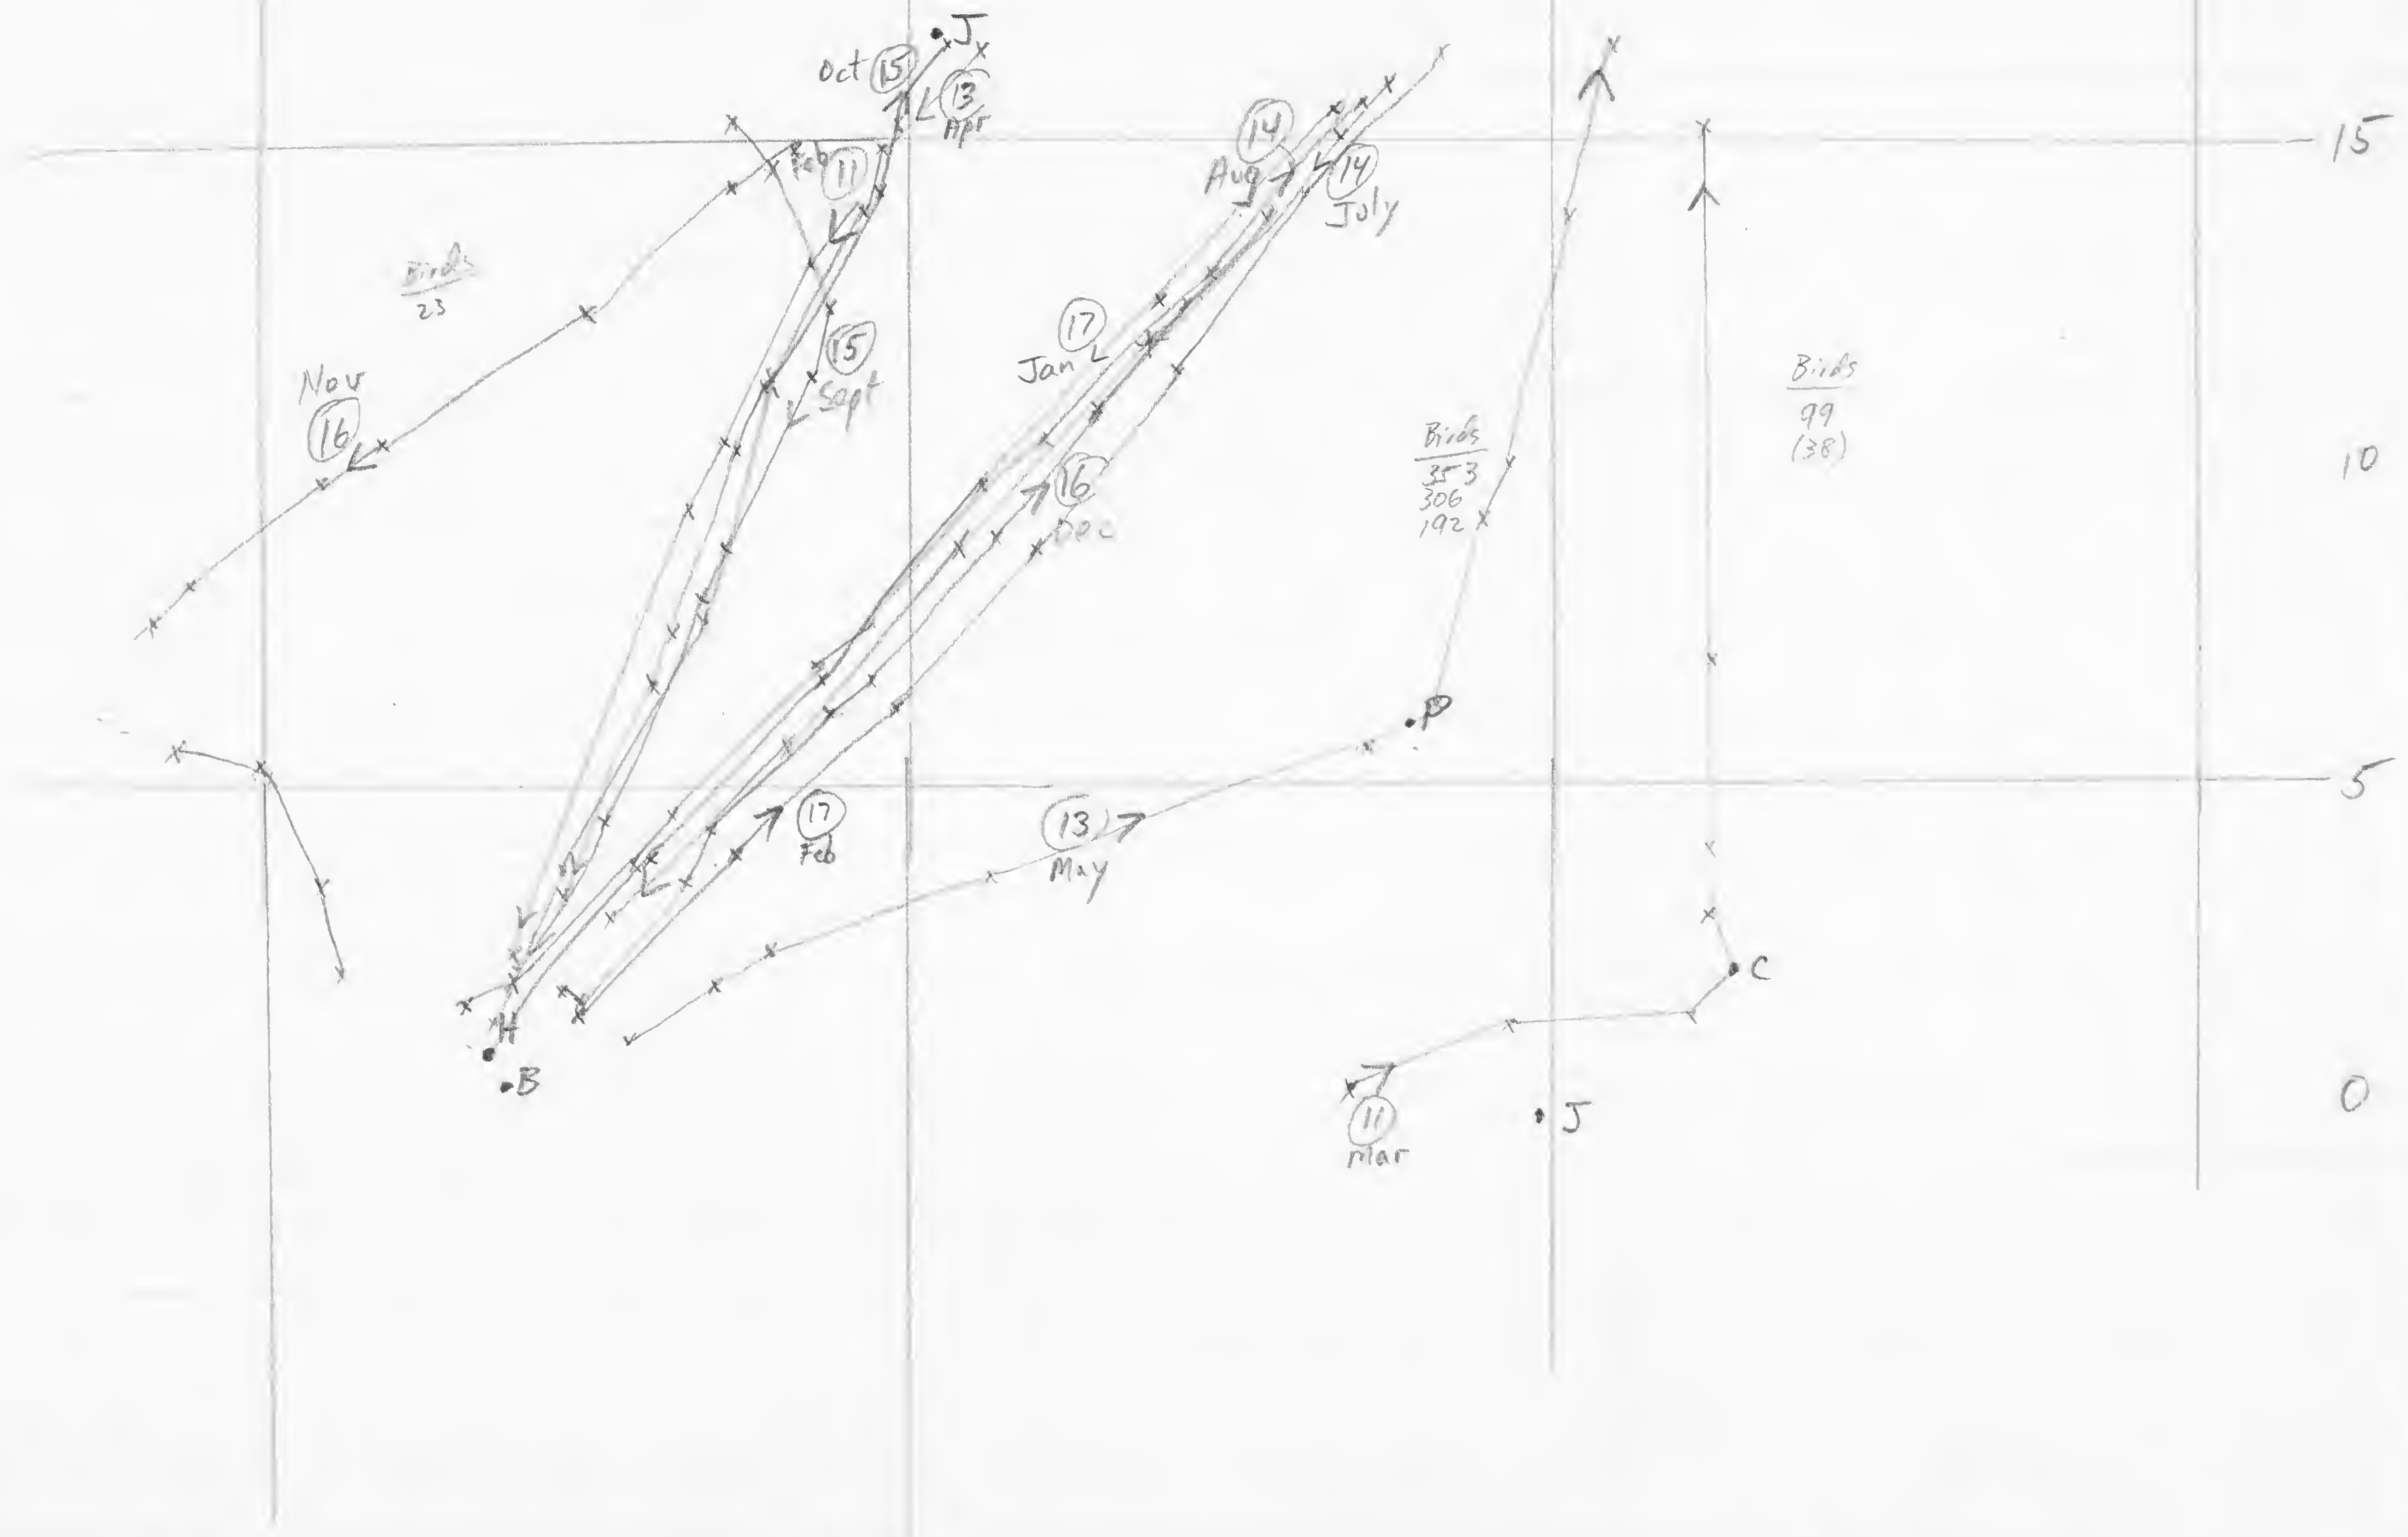 J
Oct 15
13
Apr
15
Feb 11
14
Aug
14
July
Birds
23
17
Jan
15
Sept
Nov
16
Birds
99
(38)
Birds
353
306
192
10
16
Dec
P
5
17
Feb
13
May
C
H
B
11
Mar
J
0